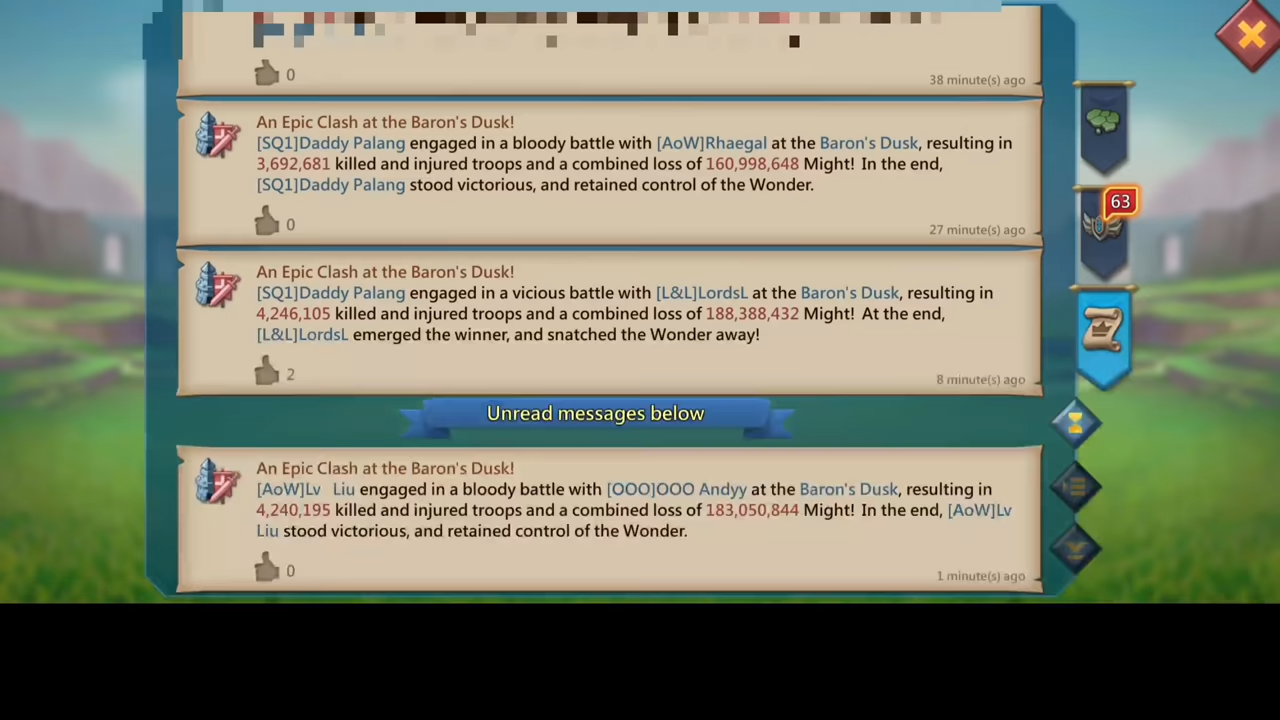 0
38 minute(s) ago
An Epic Clash at the Baron's Dusk!
[SQ1]Daddy Palang engaged in a bloody battle with [AoW]Rhaegal at the Baron's Dusk, resulting in
3,692,681 killed and injured troops and a combined loss of 160,998,648 Might! In the end,
[SQ1]Daddy Palang stood victorious, and retained control of the Wonder.
0
27 minute(s) ago
63
An Epic Clash at the Baron's Dusk!
[SQ1]Daddy Palang engaged in a vicious battle with [L&L]LordsL at the Baron's Dusk, resulting in
4,246,105 killed and injured troops and a combined loss of 188,388,432 Might! At the end,
[L&L]LordsL emerged the winner, and snatched the Wonder away!
2
8 minute(s) ago
Unread messages below
An Epic Clash at the Baron's Dusk!
[AoW]Lv Liu engaged in a bloody battle with [OOO]OOO Andyy at the Baron's Dusk, resulting in
4,240,195 killed and injured troops and a combined loss of 183,050,844 Might! In the end, [AoW]Lv
Liu stood victorious, and retained control of the Wonder.
0
1 minute(s) ago